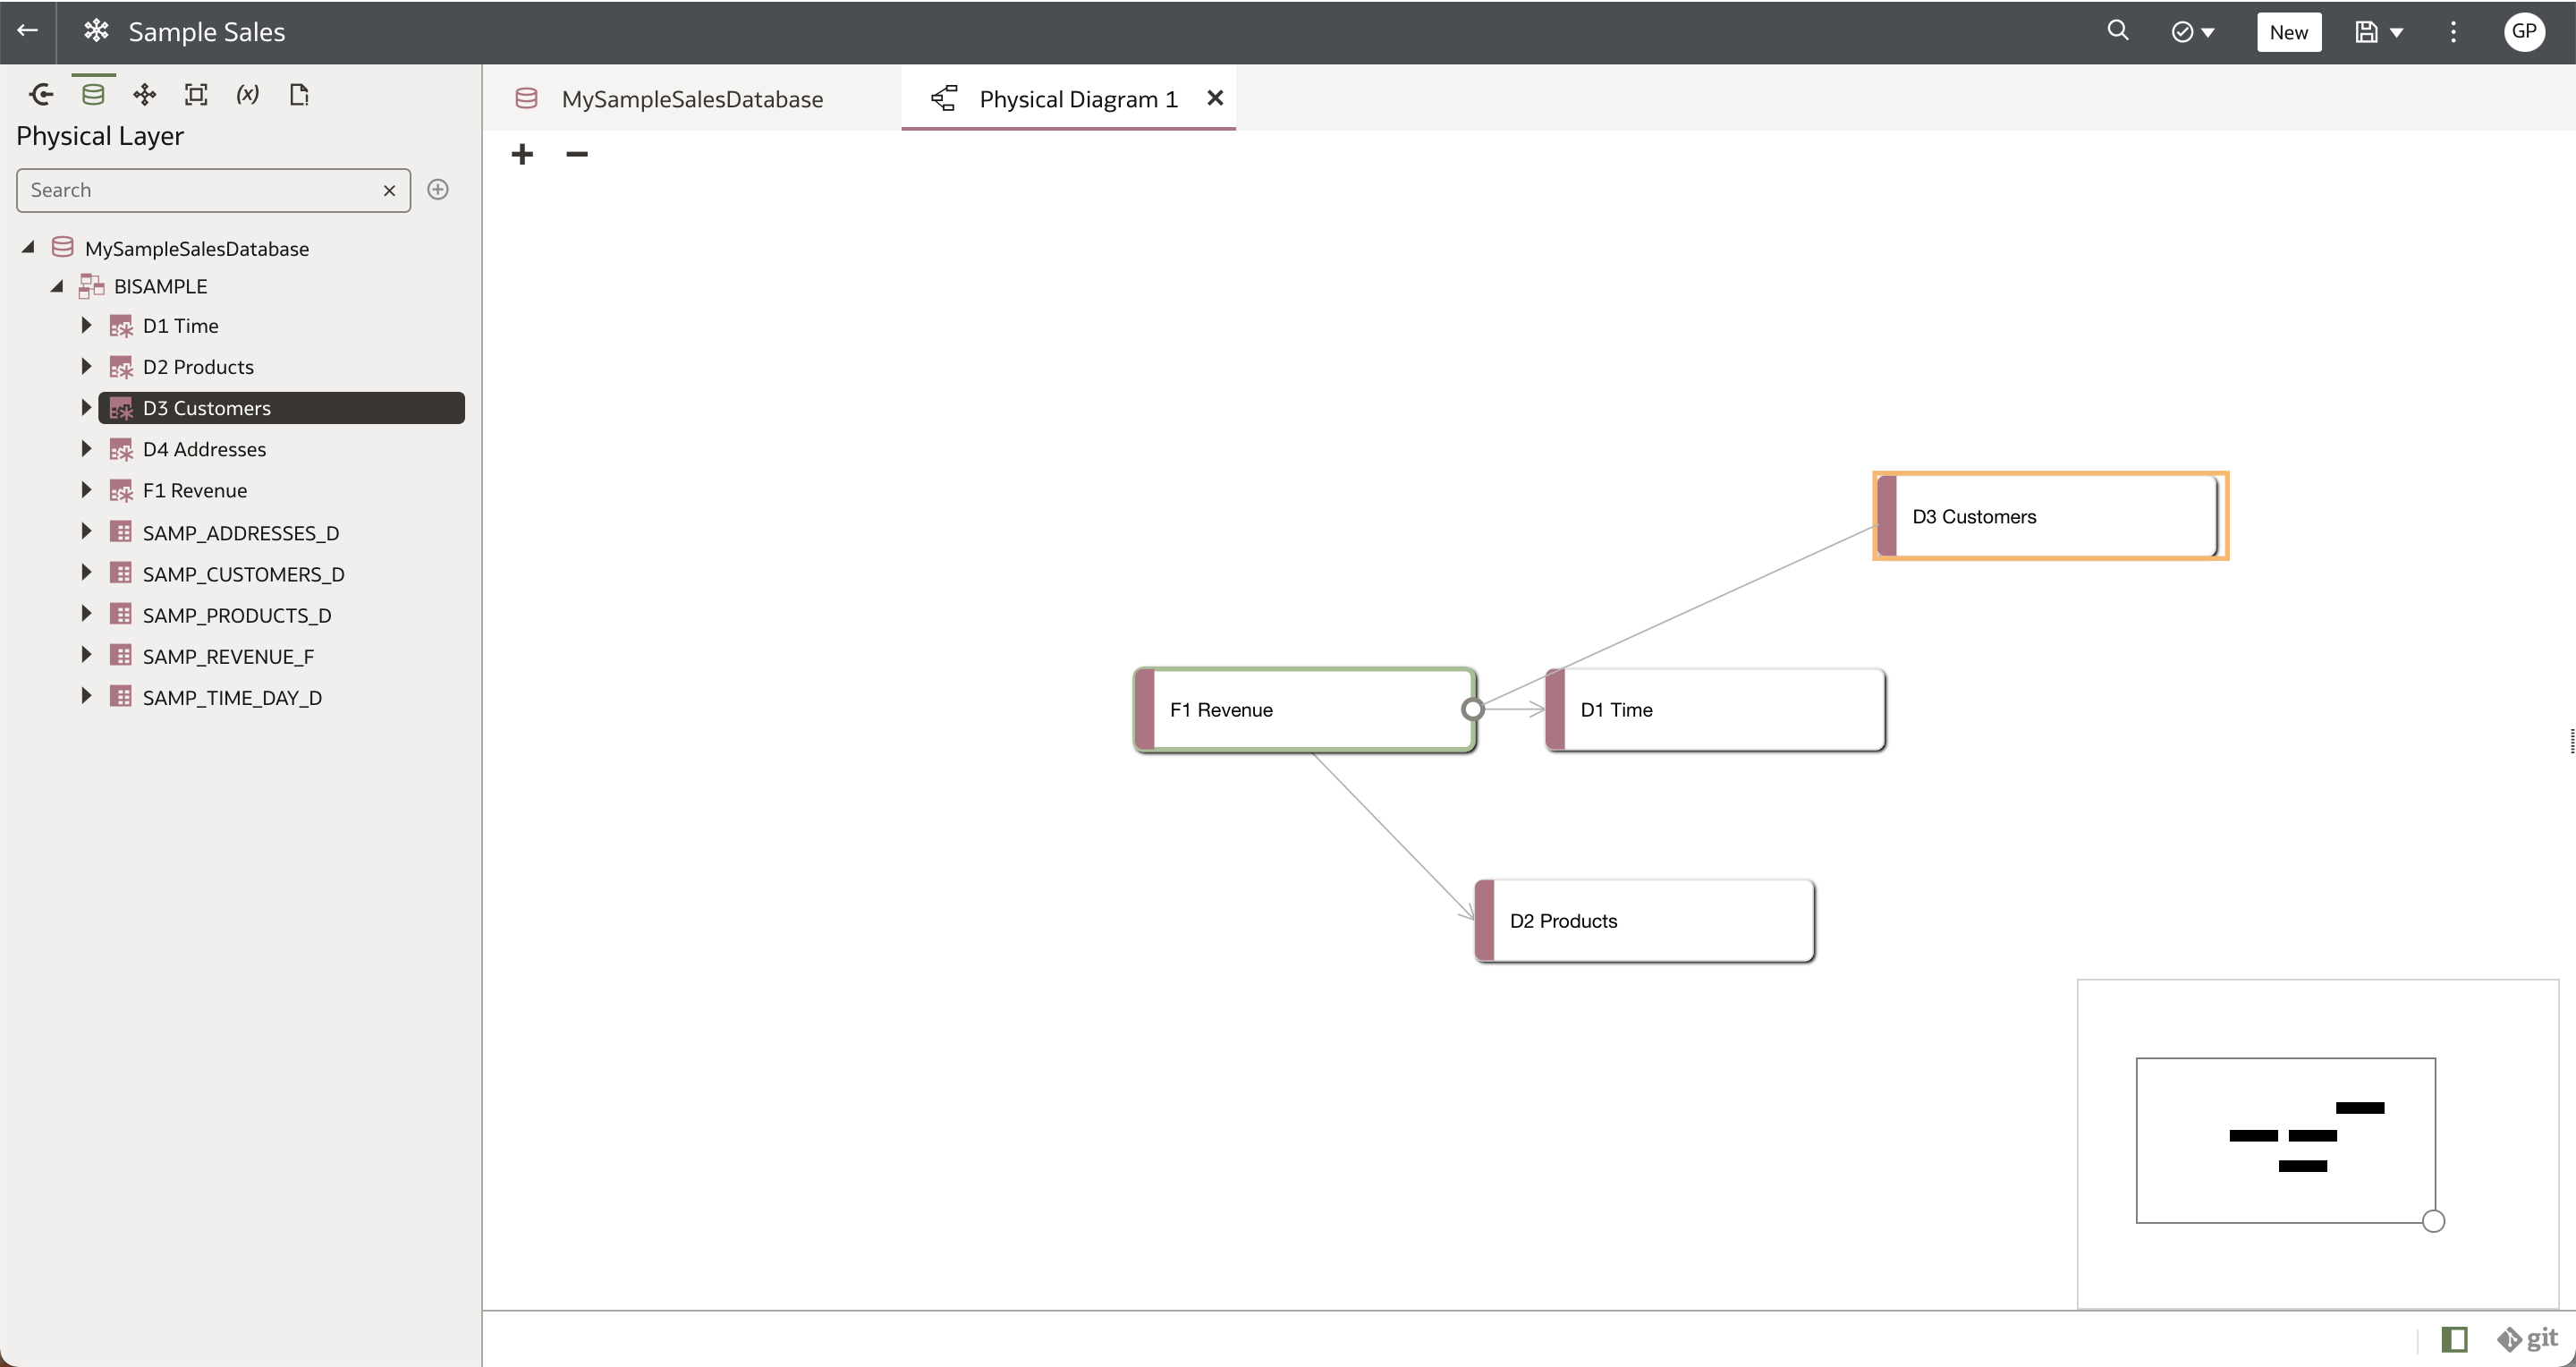 Sample Sales
New
GP
(x)
Physical Layer
Search
MySampleSalesDatabase
BISAMPLE
D1 Time
D2 Products
D3 Customers
D4 Addresses
F1 Revenue
SAMP_ADDRESSES_D
SAMP_CUSTOMERS_D
SAMP_PRODUCTS_D
SAMP_REVENUE_F
SAMP_TIME_DAY_D
MySampleSalesDatabase
Physical Diagram 1
D3 Customers
F1 Revenue
D1 Time
D2 Products
git